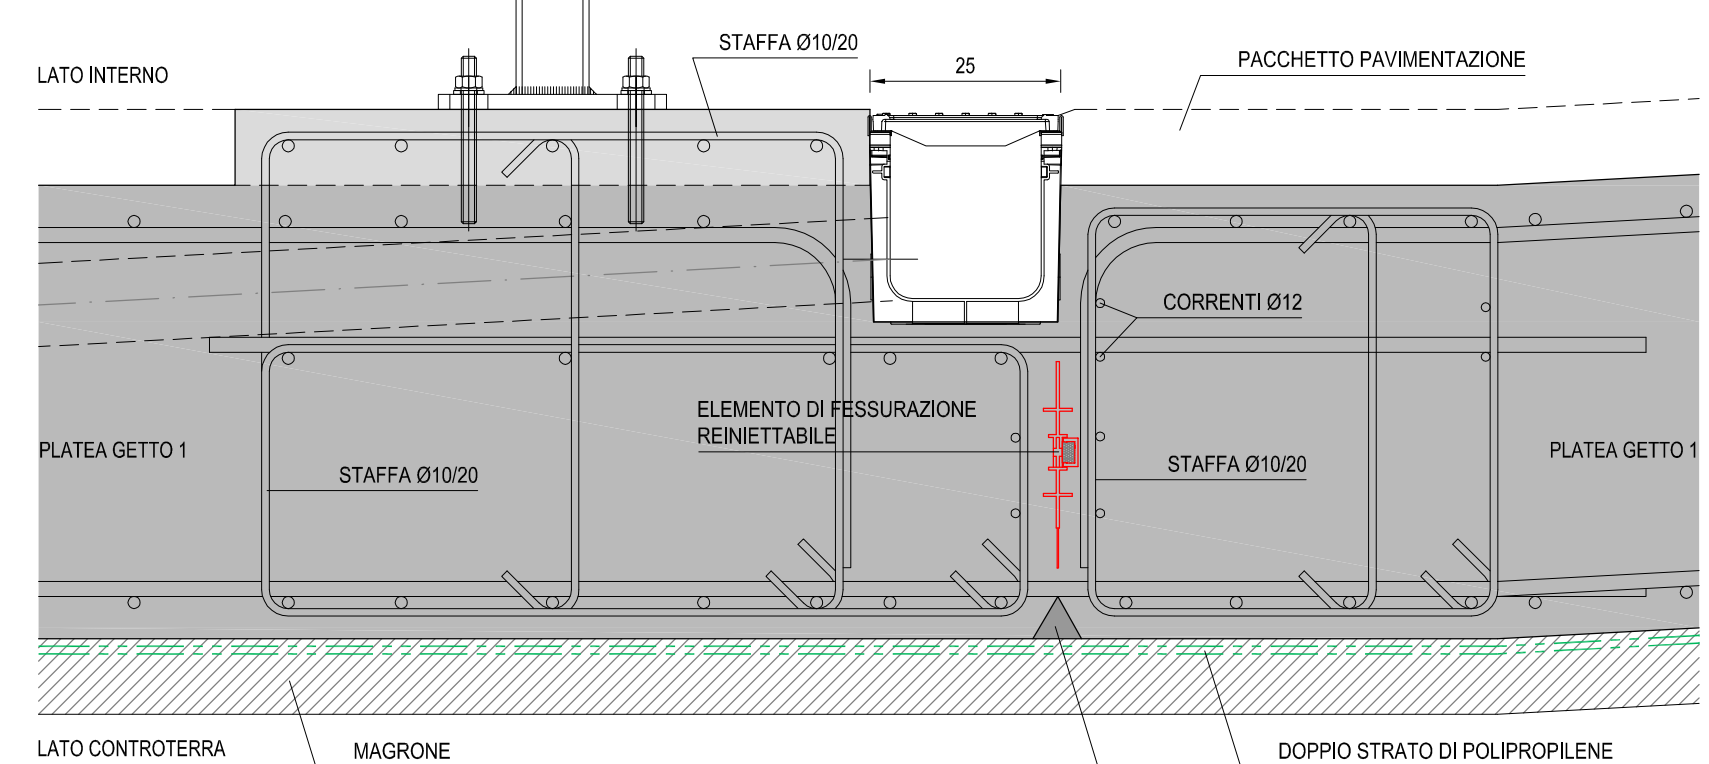 STAFFA Ø10/20
LATO INTERNO
25
PACCHETTO PAVIMENTAZIONE
CORRENTI Ø12
ELEMENTO DI FESSURAZIONE
REINIETTABILE
PLATEA GETTO 1
STAFFA Ø10/20
STAFFA Ø10/20
PLATEA GETTO 1
LATO CONTROTERRA
MAGRONE
DOPPIO STRATO DI POLIPROPILENE